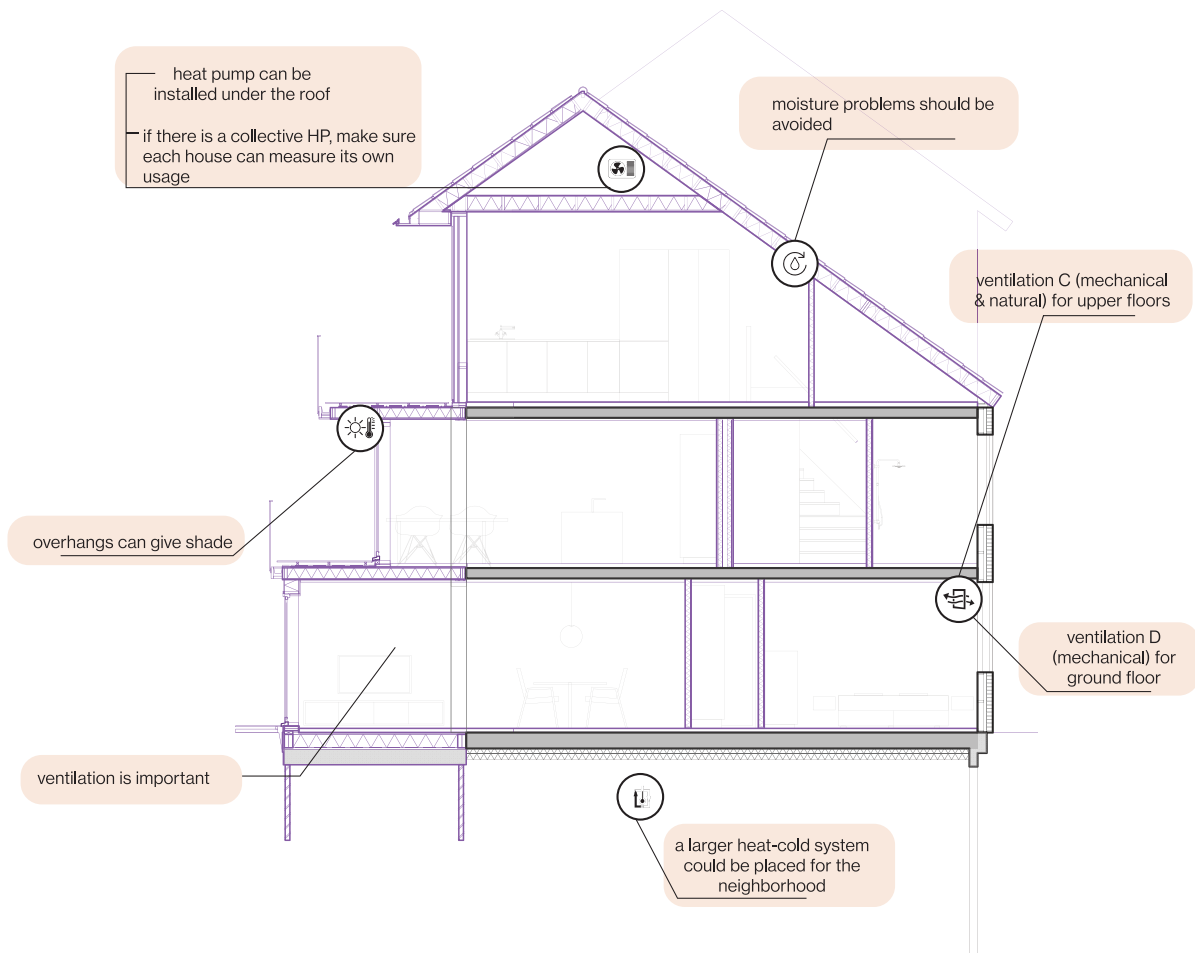 heat pump can be
installed under the roof
if there is a collective HP, make sure
each house can measure its own
usage
moisture problems should be
avoided
ventilation C (mechanical
& natural) for upper floors
overhangs can give shade
ventilation D
(mechanical) for
ground floor
ventilation is important
a larger heat-cold system
could be placed for the
neighborhood